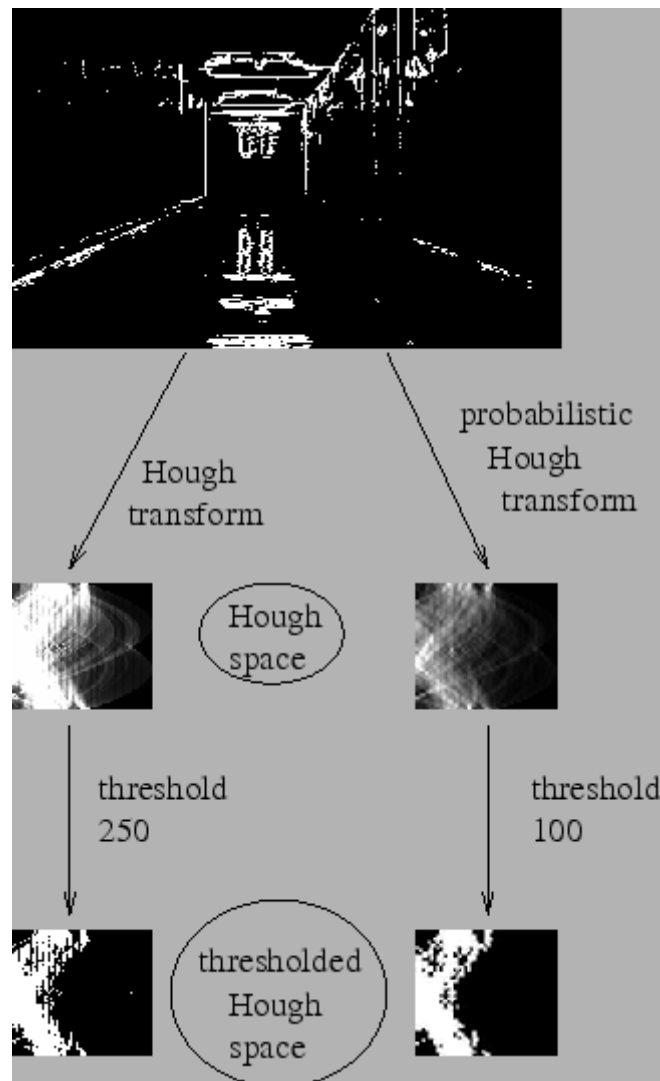 probabilistic
Hough
transform
Hough
transform
Hough
space
threshold
250
threshold
100
thresholded
Hough
space